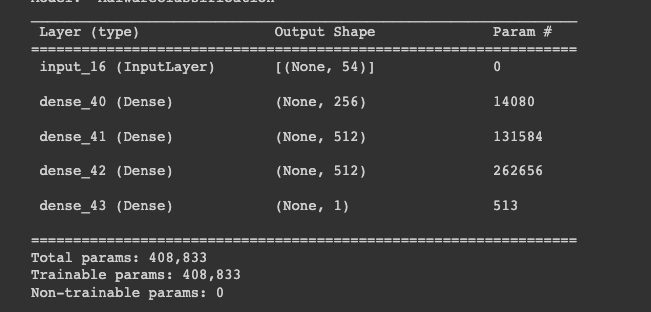 Layer (type) Output Shape Param #
=================================================================
input_16 (InputLayer) [(None, 54)] 0
dense_40 (Dense) (None, 256) 14080
dense_41 (Dense) (None, 512) 131584
dense_42 (Dense) (None, 512) 262656
dense_43 (Dense) (None, 1) 513
=================================================================
Total params: 408,833
Trainable params: 408,833
Non-trainable params: 0